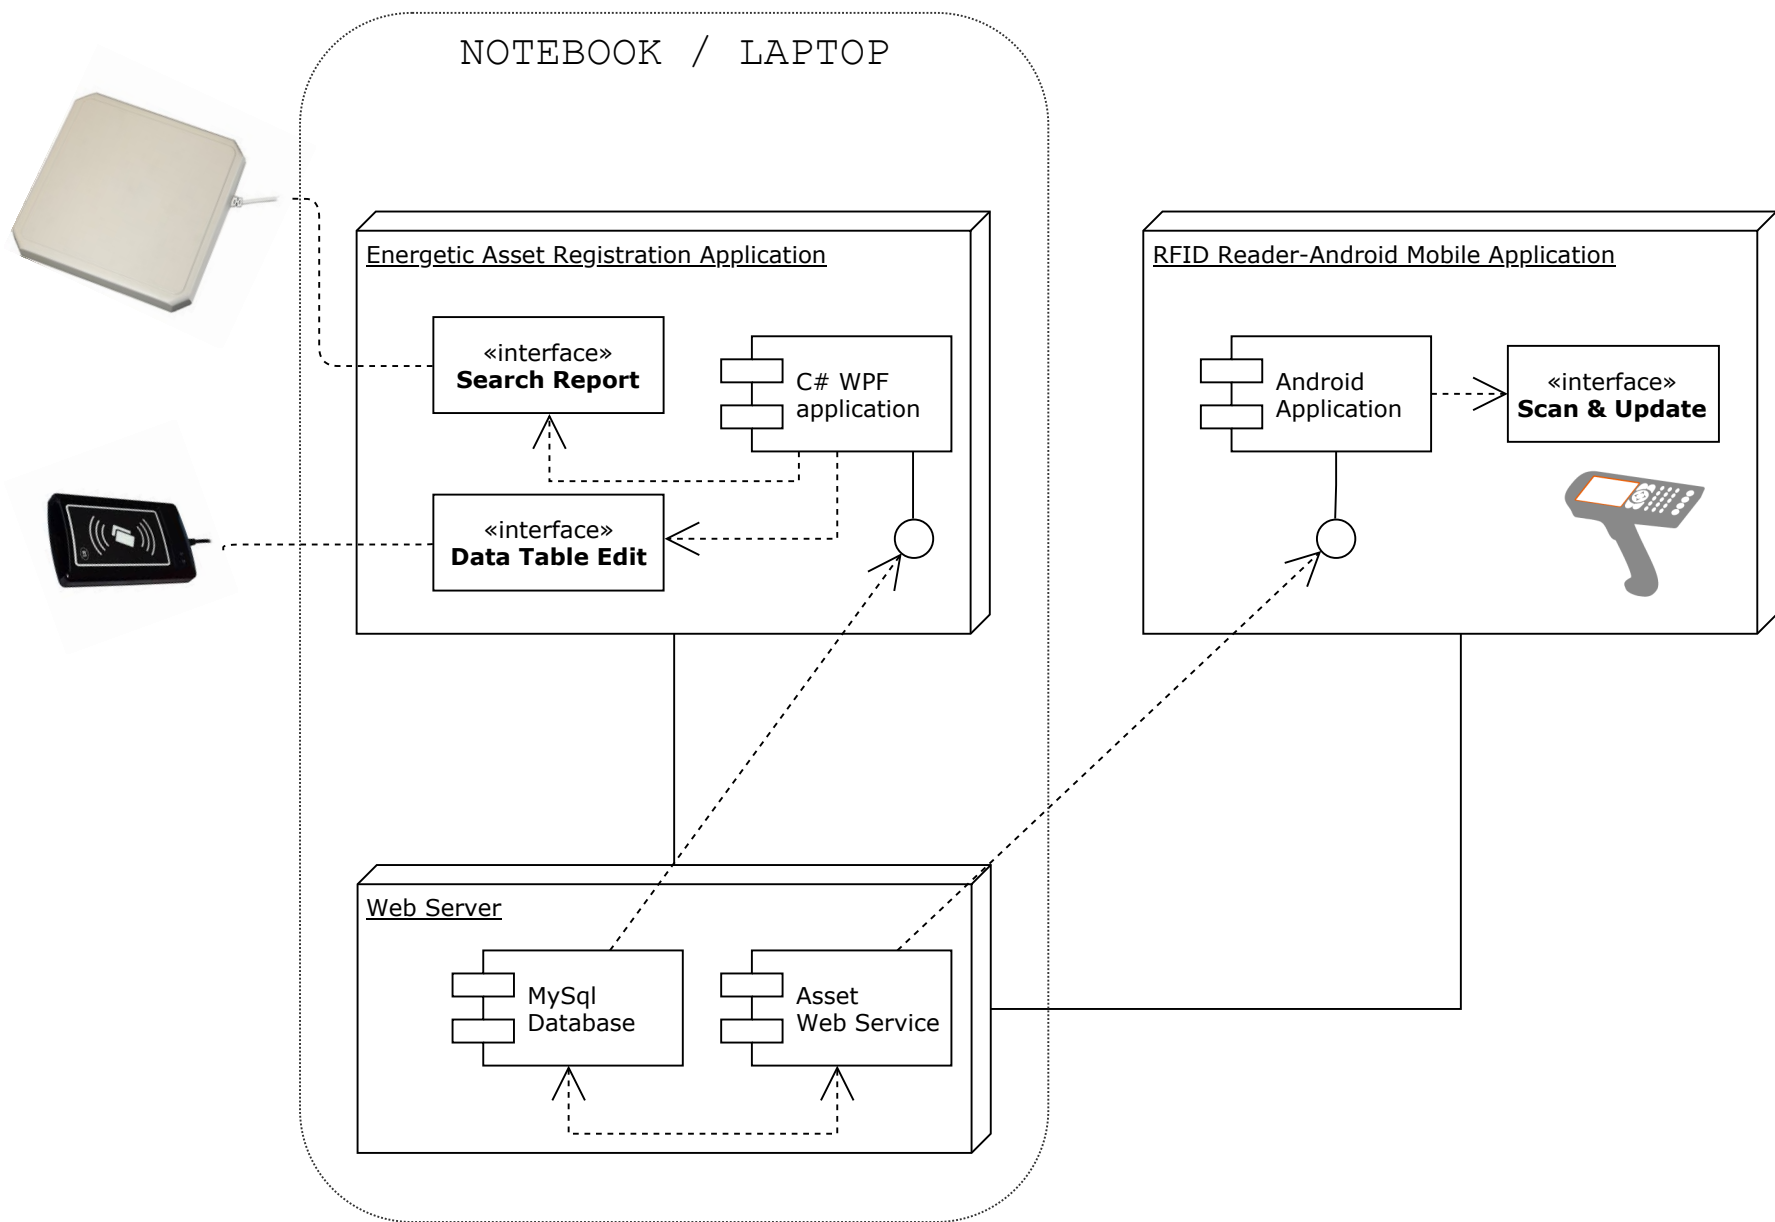 NOTEBOOK / LAPTOP
Energetic Asset Registration Application
«interface»
Search Report
C# WPF
application
«interface»
Data Table Edit
RFID Reader-Android Mobile Application
Android
Application
«interface»
Scan & Update
Web Server
MySql
Database
Asset
Web Service